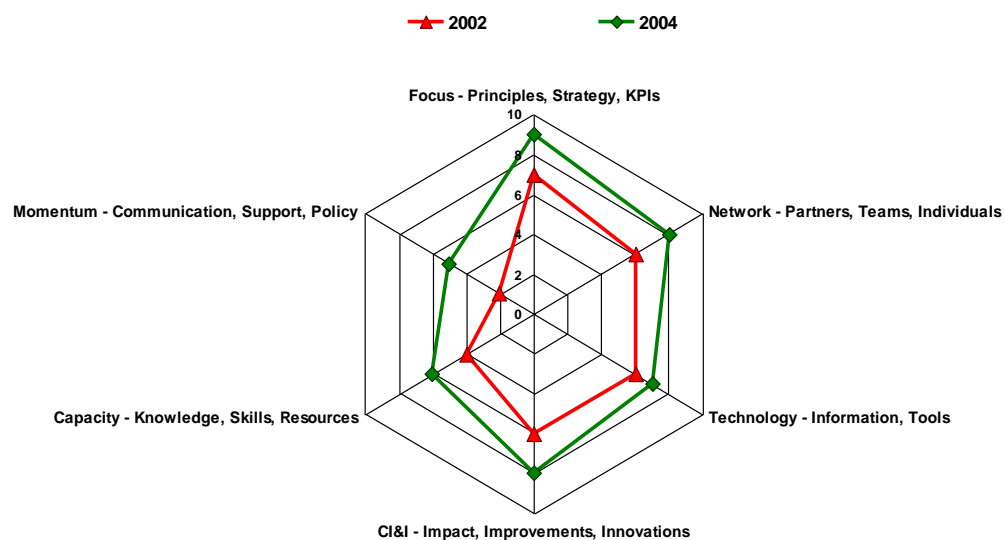 2002 2004
Focus - Principles, Strategy, KPIs
10
8
Momentum - Communication, Support, Policy
6
Network - Partners, Teams, Individuals
4
2
0
Capacity - Knowledge, Skills, Resources
Technology - Information, Tools
CI&I - Impact, Improvements, Innovations